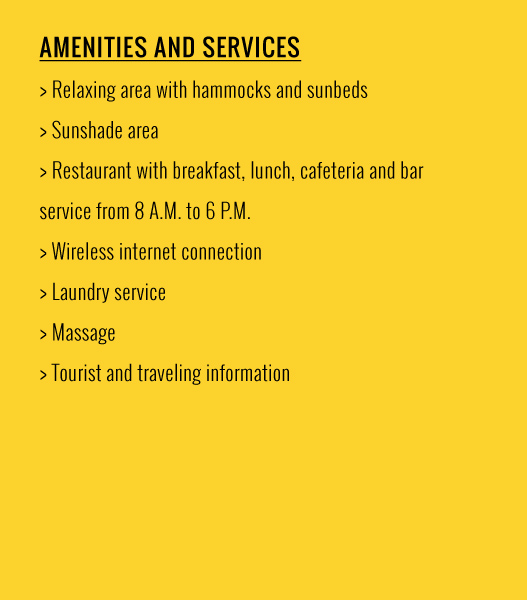 AMENITIES AND SERVICES
> Relaxing area with hammocks and sunbeds
> Sunshade area
> Restaurant with breakfast, lunch, cafeteria and bar
service from 8 A.M. to 6 P.M.
> Wireless internet connection
> Laundry service
> Massage
> Tourist and traveling information